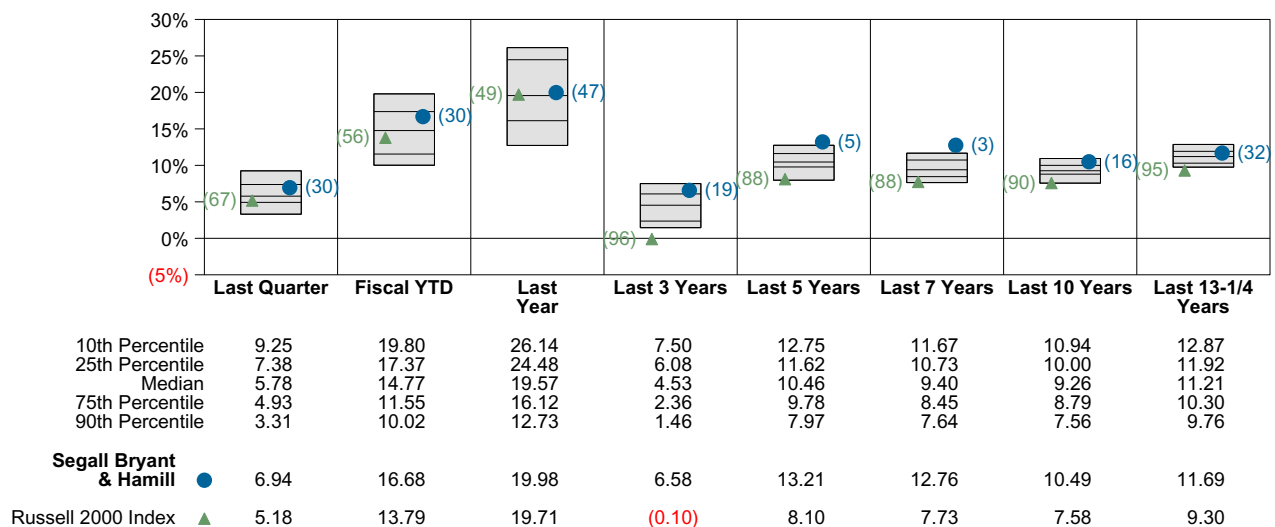 30%
25%
20%
15%
10%
5%
0%
(5%)
(67) (30)
(56) (30)
(49) (47)
(96) (19)
(88) (5)
(88) (3)
(90) (16)
(95) (32)
Last Quarter Fiscal YTD Last Year Last 3 Years Last 5 Years Last 7 Years Last 10 Years Last 13-1/4 Years
10th Percentile 9.25 19.80 26.14 7.50 12.75 11.67 10.94 12.87
25th Percentile 7.38 17.37 24.48 6.08 11.62 10.73 10.00 11.92
Median 5.78 14.77 19.57 4.53 10.46 9.40 9.26 11.21
75th Percentile 4.93 11.55 16.12 2.36 9.78 8.45 8.79 10.30
90th Percentile 3.31 10.02 12.73 1.46 7.97 7.64 7.56 9.76
Segall Bryant
& Hamill 6.94 16.68 19.98 6.58 13.21 12.76 10.49 11.69
Russell 2000 Index 5.18 13.79 19.71 (0.10) 8.10 7.73 7.58 9.30